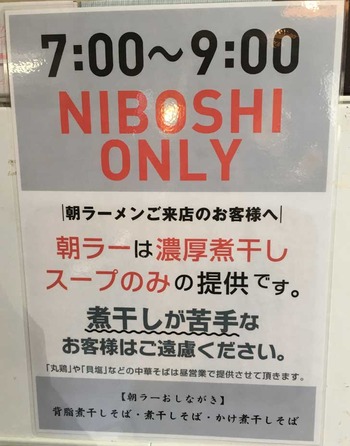 7:00〜9:00
NIBOSHI
ONLY
朝ラーメンご来店のお客様へ
朝ラーは濃厚煮干し
スープのみの提供です。
煮干しが苦手な
お客様はご遠慮ください。
「丸鶏」や「貝塩」などの中華そばは昼営業で提供させて頂きます。
【朝ラーおしながき】
背脂煮干しそば・煮干しそば・かけ煮干しそば